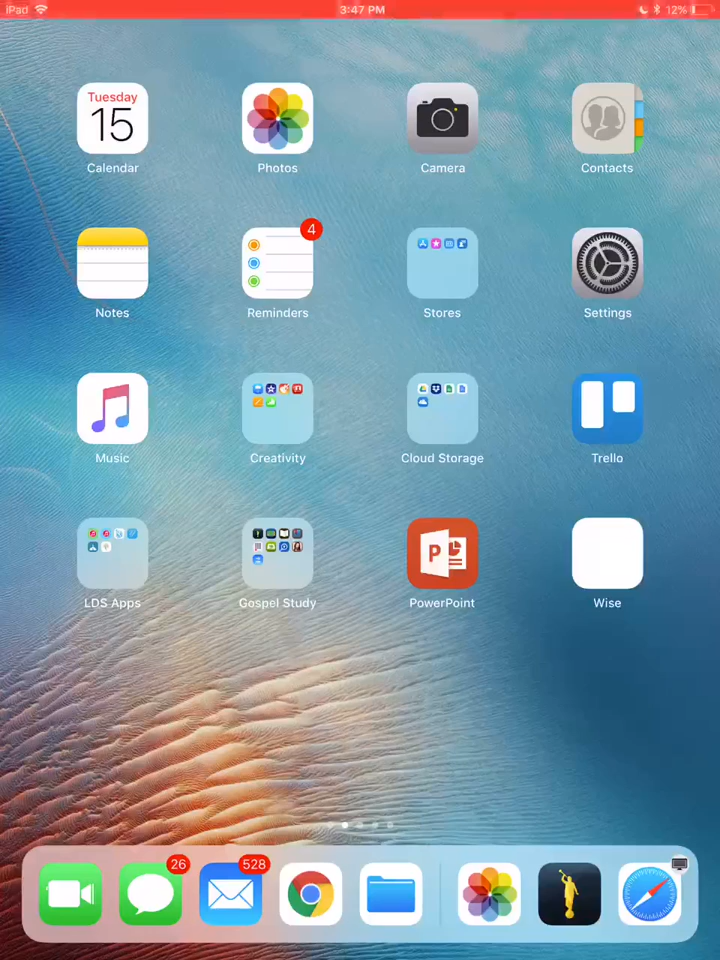 iPad 3:47 PM 12%
Tuesday
15
Calendar Photos Camera Contacts
4
Notes Reminders Stores Settings
Music Creativity Cloud Storage Trello
P
LDS Apps Gospel Study PowerPoint Wise
26 528